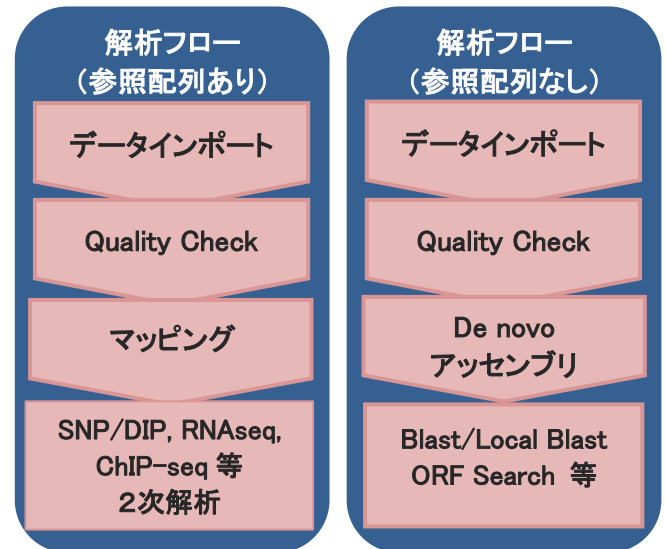 解析フロー
（参照配列あり）
データインポート
Quality Check
マッピング
SNP/DIP, RNAseq,
ChIP-seq 等
２次解析
解析フロー
（参照配列なし）
データインポート
Quality Check
De novo
アッセンブリ
Blast/Local Blast
ORF Search 等